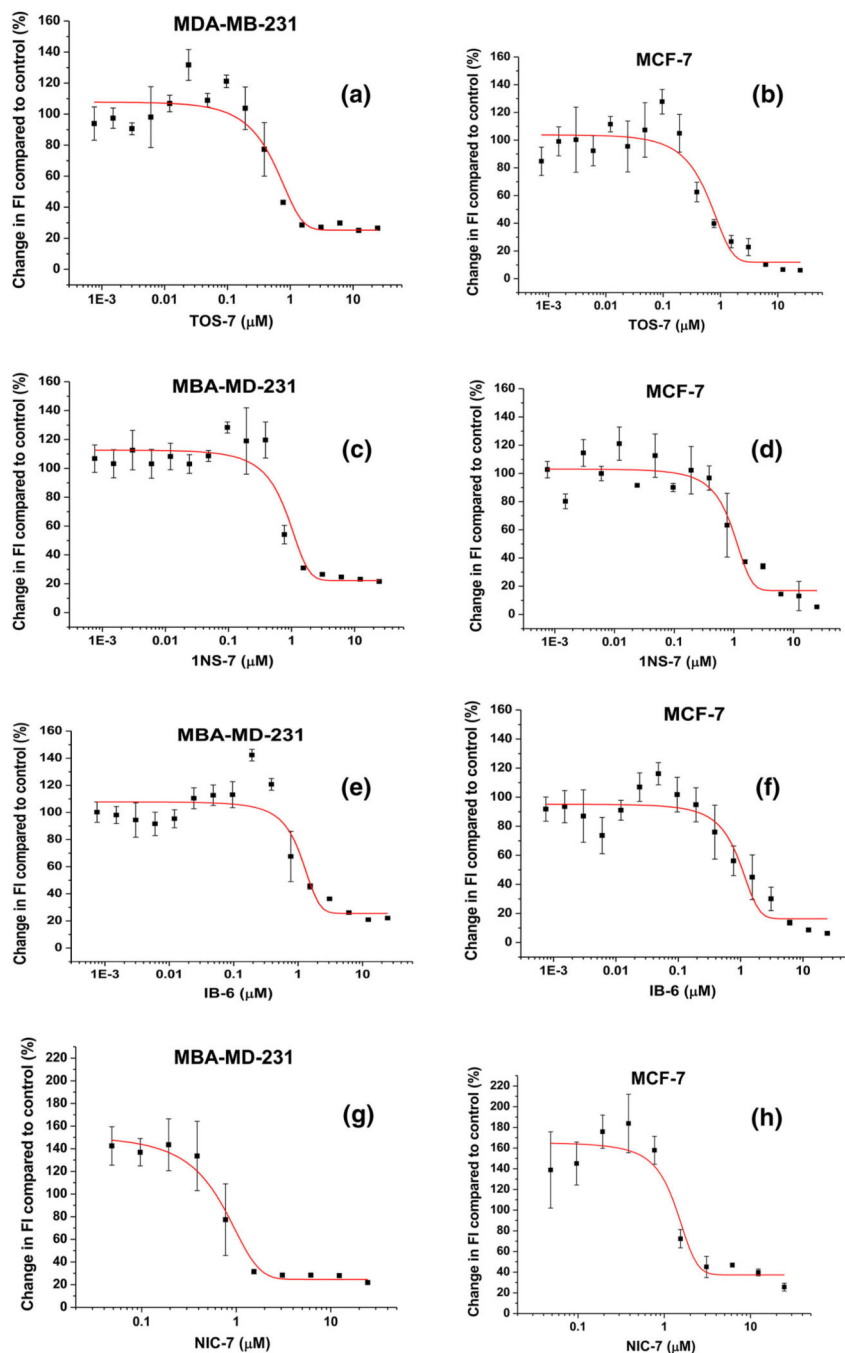 MDA-MB-231
(a)
Change in FI compared to control (%)
160
140
120
100
80
60
40
20
0
1E-3 0.01 0.1 1 10
TOS-7 (μM)
MCF-7
(b)
Change in FI compared to control (%)
160
140
120
100
80
60
40
20
0
1E-3 0.01 0.1 1 10
TOS-7 (μM)
MBA-MD-231
(c)
Change in FI compared to control (%)
160
140
120
100
80
60
40
20
0
1E-3 0.01 0.1 1 10
1NS-7 (μM)
MCF-7
(d)
Change in FI compared to control (%)
160
140
120
100
80
60
40
20
0
1E-3 0.01 0.1 1 10
1NS-7 (μM)
MBA-MD-231
(e)
Change in FI compared to control (%)
160
140
120
100
80
60
40
20
0
1E-3 0.01 0.1 1 10
IB-6 (μM)
MCF-7
(f)
Change in FI compared to control (%)
160
140
120
100
80
60
40
20
0
1E-3 0.01 0.1 1 10
IB-6 (μM)
MBA-MD-231
(g)
Change in FI compared to control (%)
220
200
180
160
140
120
100
80
60
40
20
0
0.1 1 10
NIC-7 (μM)
MCF-7
(h)
Change in FI compared to control (%)
220
200
180
160
140
120
100
80
60
40
20
0
0.1 1 10
NIC-7 (μM)